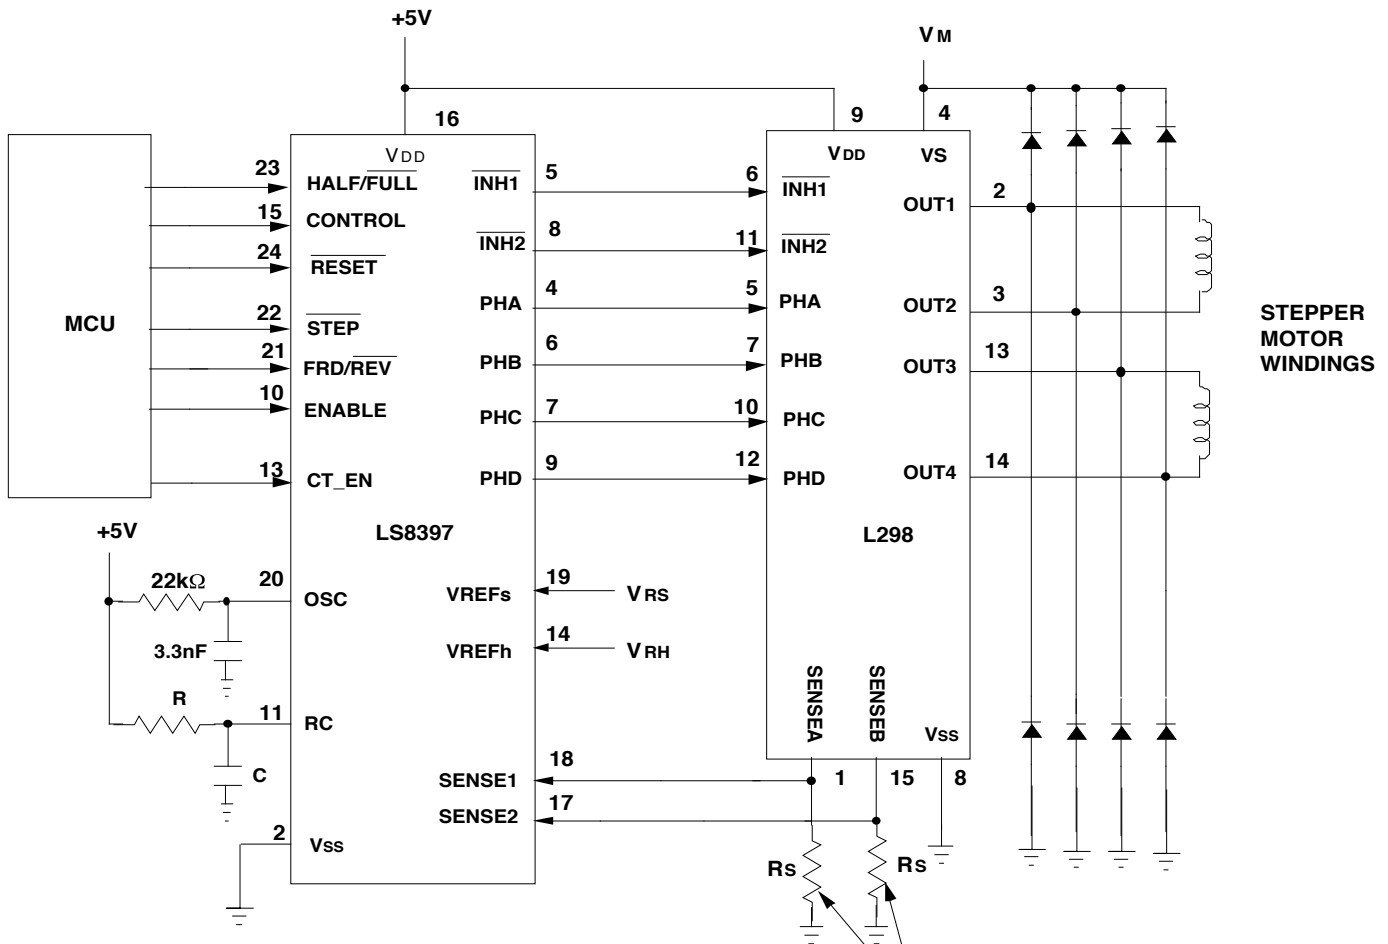 +5V
VM
16
9
4
VDD
VDD
VS
23
HALF/FULL
INH1
5
6
INH1
OUT1
2
15
CONTROL
INH2
8
11
INH2
24
RESET
PHA
4
5
PHA
OUT2
3
MCU
22
STEP
21
FRD/REV
PHB
6
7
PHB
OUT3
13
10
ENABLE
PHC
7
10
PHC
13
CT_EN
PHD
9
12
PHD
OUT4
14
STEPPER
MOTOR
WINDINGS
LS8397
L298
+5V
22kΩ
20
OSC
VREFs
19
VRS
3.3nF
VREFh
14
VRH
R
11
RC
C
SENSEA
SENSEB
Vss
SENSE1
18
1
15
8
SENSE2
17
2
Vss
Rs
Rs